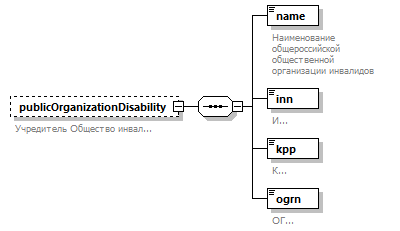 name
Наименование
общероссийской
общественной
организации инвалидов
publicOrganizationDisability
Учредитель Общество инвал...
inn
И...
kpp
К...
ogrn
ОГ...